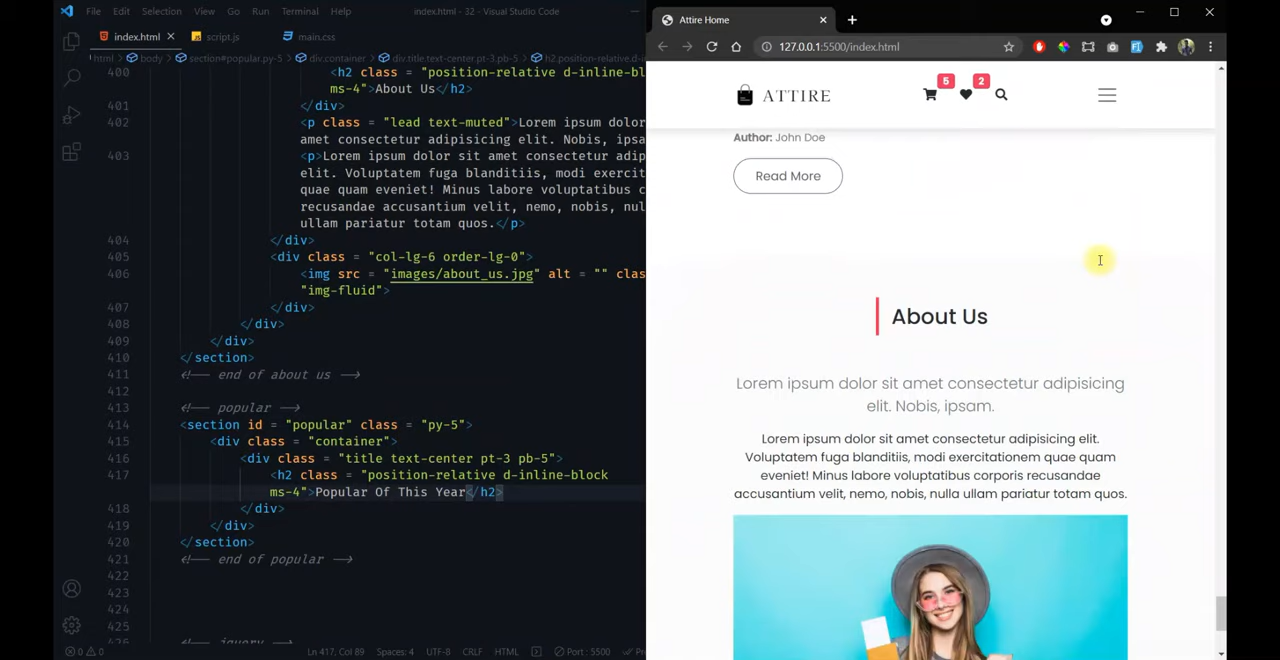 File Edit Selection View Go Run Terminal Help
index.html - 32 - Visual Studio Code
index.html
script.js
main.css
html > body > section#popular.py-5 > div.container > div.title.text-center.pt-3.pb-5 > h2.position-relative.d-inline-
400
<h2 class = "position-relative d-inline-bl
ms-4">About Us</h2>
401 </div>
402 <p class = "lead text-muted">Lorem ipsum dolor
amet consectetur adipisicing elit. Nobis, ipsa
403 <p>Lorem ipsum dolor sit amet consectetur adip
elit. Voluptatem fuga blanditiis, modi exercit
quae quam eveniet! Minus labore voluptatibus c
recusandae accusantium velit, nemo, nobis, nul
ullam pariatur totam quos.</p>
404 </div>
405 <div class = "col-lg-6 order-lg-0">
406 <img src = "images/about_us.jpg" alt = "" clas
"img-fluid">
407 </div>
408 </div>
409 </div>
410 </section>
411 <!-- end of about us -->
412
413 <!-- popular -->
414 <section id = "popular" class = "py-5">
415 <div class = "container">
416 <div class = "title text-center pt-3 pb-5">
417 <h2 class = "position-relative d-inline-block
ms-4">Popular Of This Year</h2>
418 </div>
419 </div>
420 </section>
421 <!-- end of popular -->
422
423
424
425
426 <!-- jquery -->
0 0 Ln 417, Col 89 Spaces: 4 UTF-8 CRLF HTML Port : 5500
Attire Home
127.0.0.1:5500/index.html
ATTIRE
5
2
Author: John Doe
Read More
About Us
Lorem ipsum dolor sit amet consectetur adipisicing
elit. Nobis, ipsam.
Lorem ipsum dolor sit amet consectetur adipisicing elit.
Voluptatem fuga blanditiis, modi exercitationem quae quam
eveniet! Minus labore voluptatibus corporis recusandae
accusantium velit, nemo, nobis, nulla ullam pariatur totam quos.